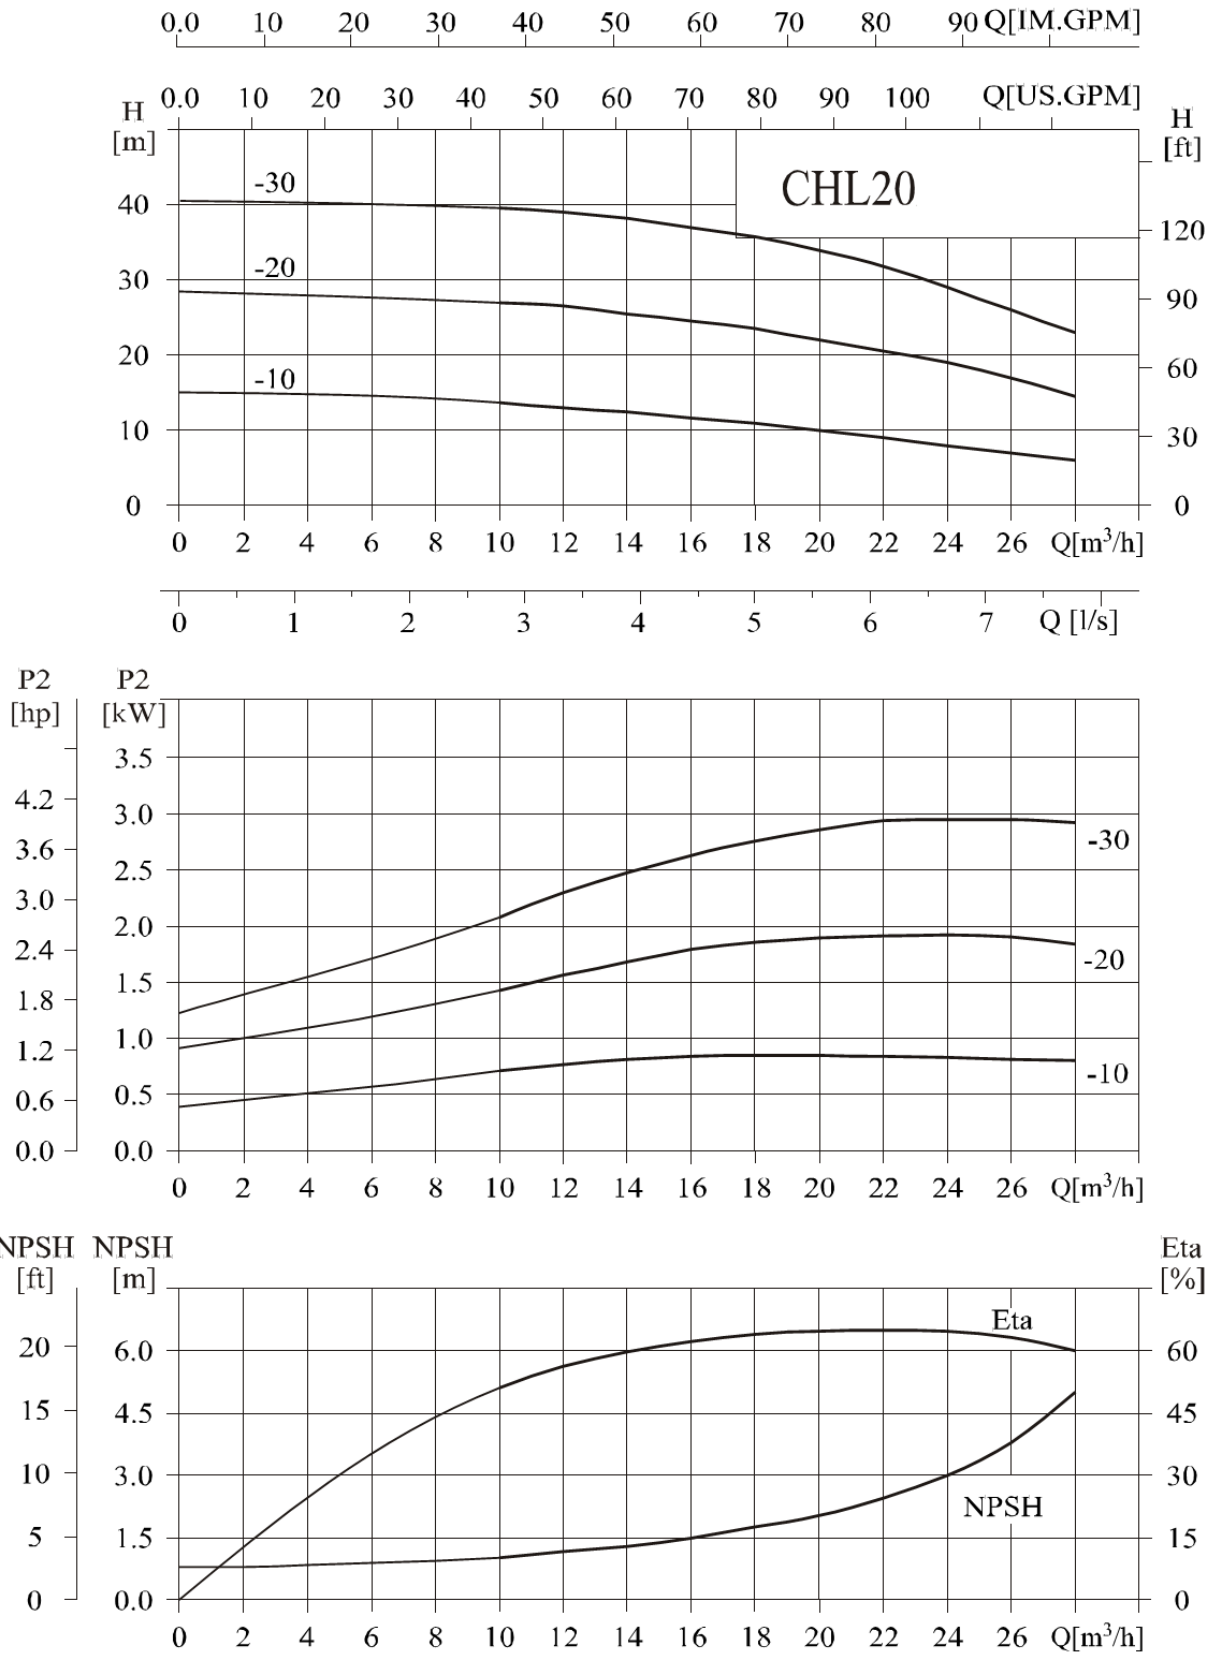 0.0 10 20 30 40 50 60 70 80 90 Q[IM.GPM]
0.0 10 20 30 40 50 60 70 80 90 100 Q[US.GPM]
H
[m]
H
[ft]
CHL20
-30
40
120
-20
30
90
20
60
-10
10
30
0
0
0 2 4 6 8 10 12 14 16 18 20 22 24 26 Q[m³/h]
0 1 2 3 4 5 6 7 Q [l/s]
P2
[hp]
P2
[kW]
3.5
4.2
3.0
3.6
-30
2.5
3.0
2.0
2.4
-20
1.5
1.8
1.0
1.2
-10
0.5
0.6
0.0
0.0
0 2 4 6 8 10 12 14 16 18 20 22 24 26 Q[m³/h]
NPSH
[ft]
NPSH
[m]
Eta
[%]
Eta
20
6.0
60
15
4.5
45
10
3.0
30
NPSH
5
1.5
15
0
0.0
0
0 2 4 6 8 10 12 14 16 18 20 22 24 26 Q[m³/h]